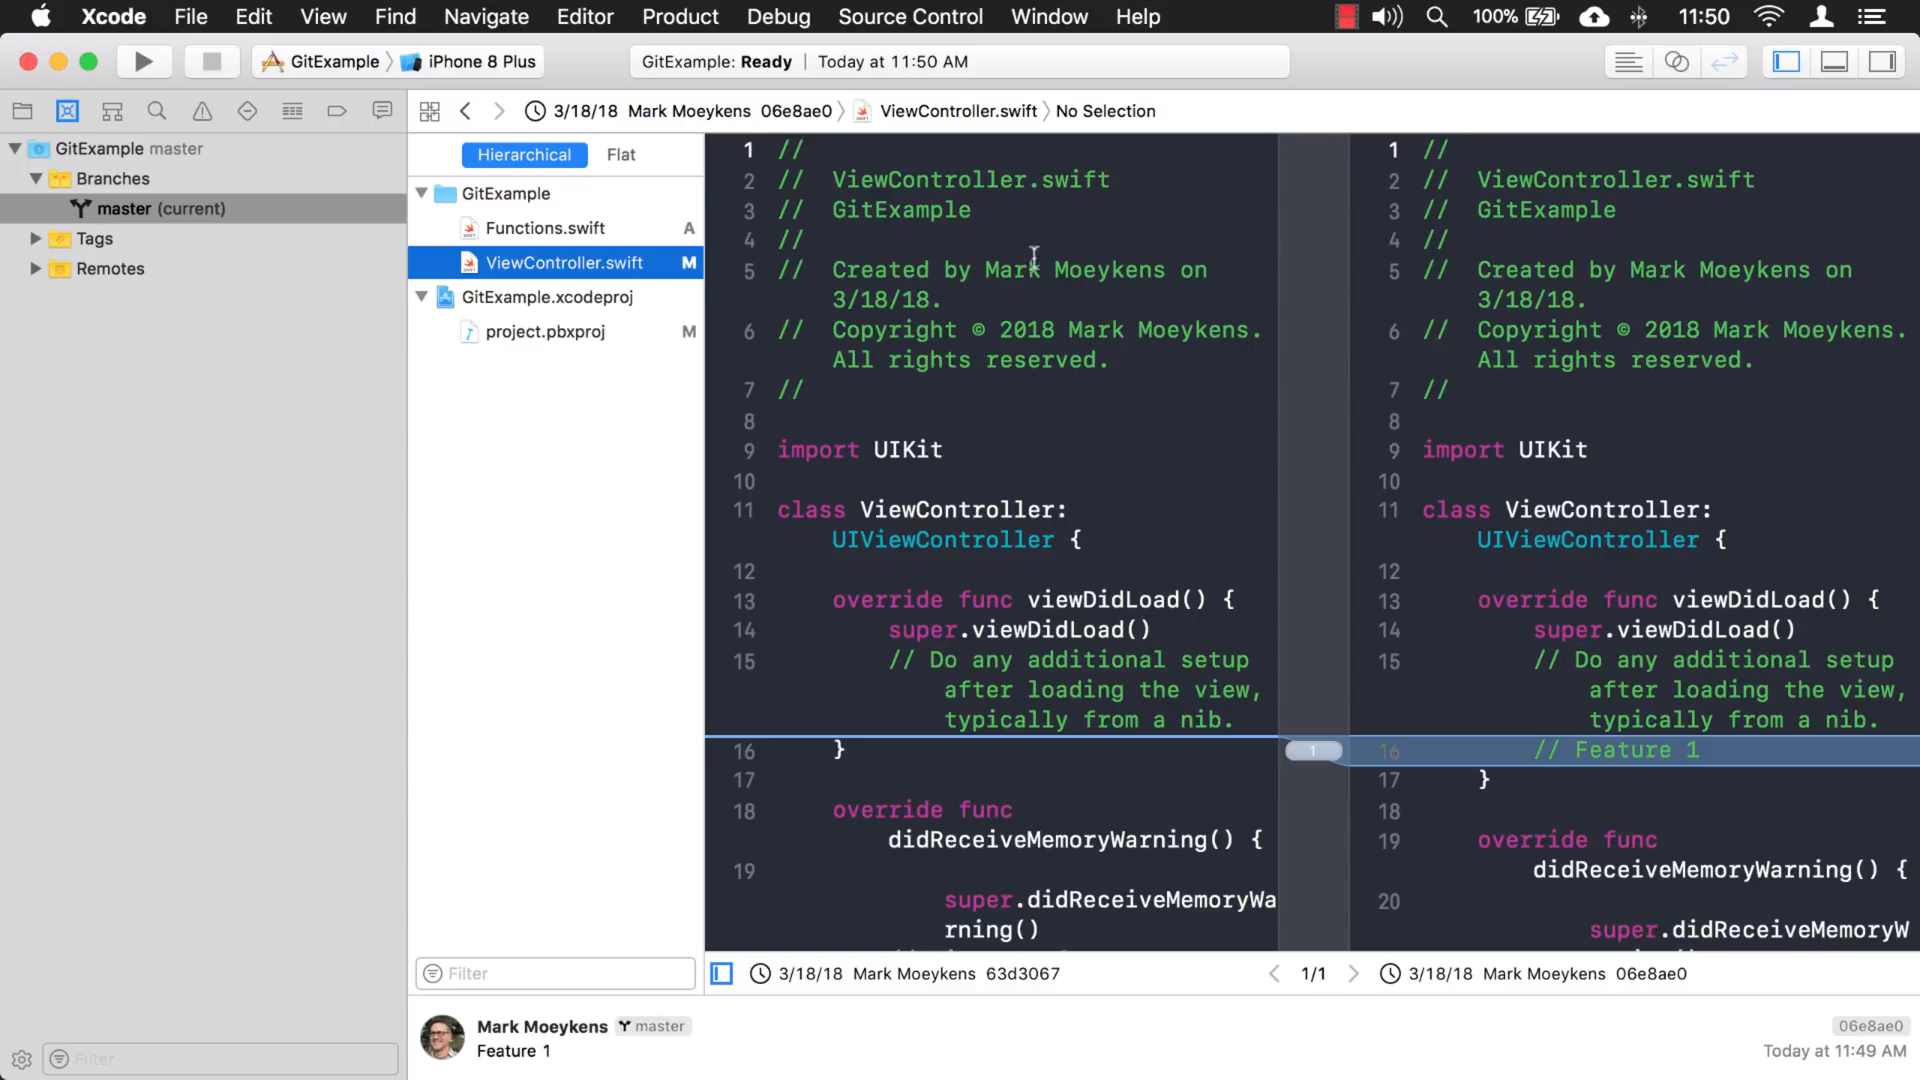 Xcode File Edit View Find Navigate Editor Product Debug Source Control Window Help 100% 11:50
GitExample iPhone 8 Plus GitExample: Ready | Today at 11:50 AM
3/18/18 Mark Moeykens 06e8ae0 ViewController.swift No Selection
GitExample master
Branches
master (current)
Tags
Remotes
Filter
Hierarchical Flat
GitExample
Functions.swift A
ViewController.swift M
GitExample.xcodeproj
project.pbxproj M
Filter
1 //
2 // ViewController.swift
3 // GitExample
4 //
5 // Created by Mark Moeykens on
3/18/18.
6 // Copyright © 2018 Mark Moeykens.
All rights reserved.
7 //
8
9 import UIKit
10
11 class ViewController:
UIViewController {
12
13 override func viewDidLoad() {
14 super.viewDidLoad()
15 // Do any additional setup
after loading the view,
typically from a nib.
16 }
17
18 override func
didReceiveMemoryWarning() {
19
super.didReceiveMemoryWa
rning()
1
1 //
2 // ViewController.swift
3 // GitExample
4 //
5 // Created by Mark Moeykens on
3/18/18.
6 // Copyright © 2018 Mark Moeykens.
All rights reserved.
7 //
8
9 import UIKit
10
11 class ViewController:
UIViewController {
12
13 override func viewDidLoad() {
14 super.viewDidLoad()
15 // Do any additional setup
after loading the view,
typically from a nib.
16 // Feature 1
17 }
18
19 override func
didReceiveMemoryWarning() {
20
super.didReceiveMemoryW
3/18/18 Mark Moeykens 63d3067 1/1 3/18/18 Mark Moeykens 06e8ae0
Mark Moeykens master 06e8ae0
Feature 1 Today at 11:49 AM